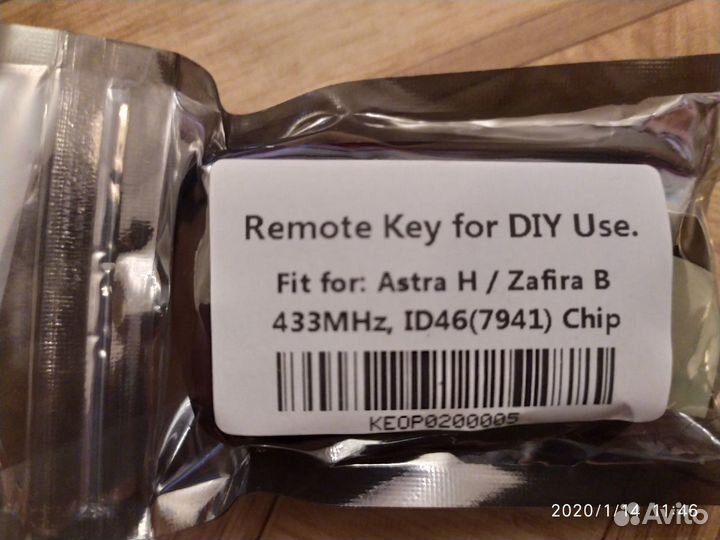 Remote Key for DIY Use.
Fit for: Astra H / Zafira B
433MHz, ID46(7941) Chip
KEOP0200005
2020/1/14 11:46
Avito